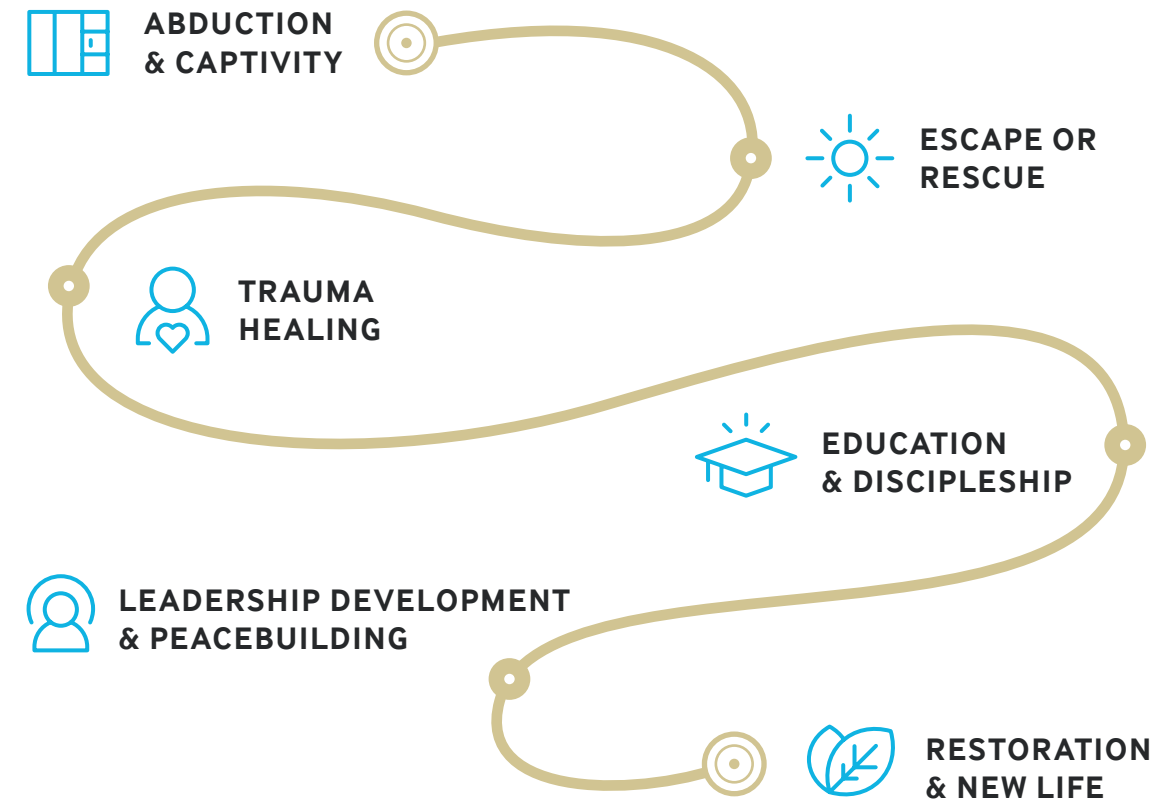 ABDUCTION
& CAPTIVITY
ESCAPE OR
RESCUE
TRAUMA
HEALING
EDUCATION
& DISCIPLESHIP
LEADERSHIP DEVELOPMENT
& PEACEBUILDING
RESTORATION
& NEW LIFE